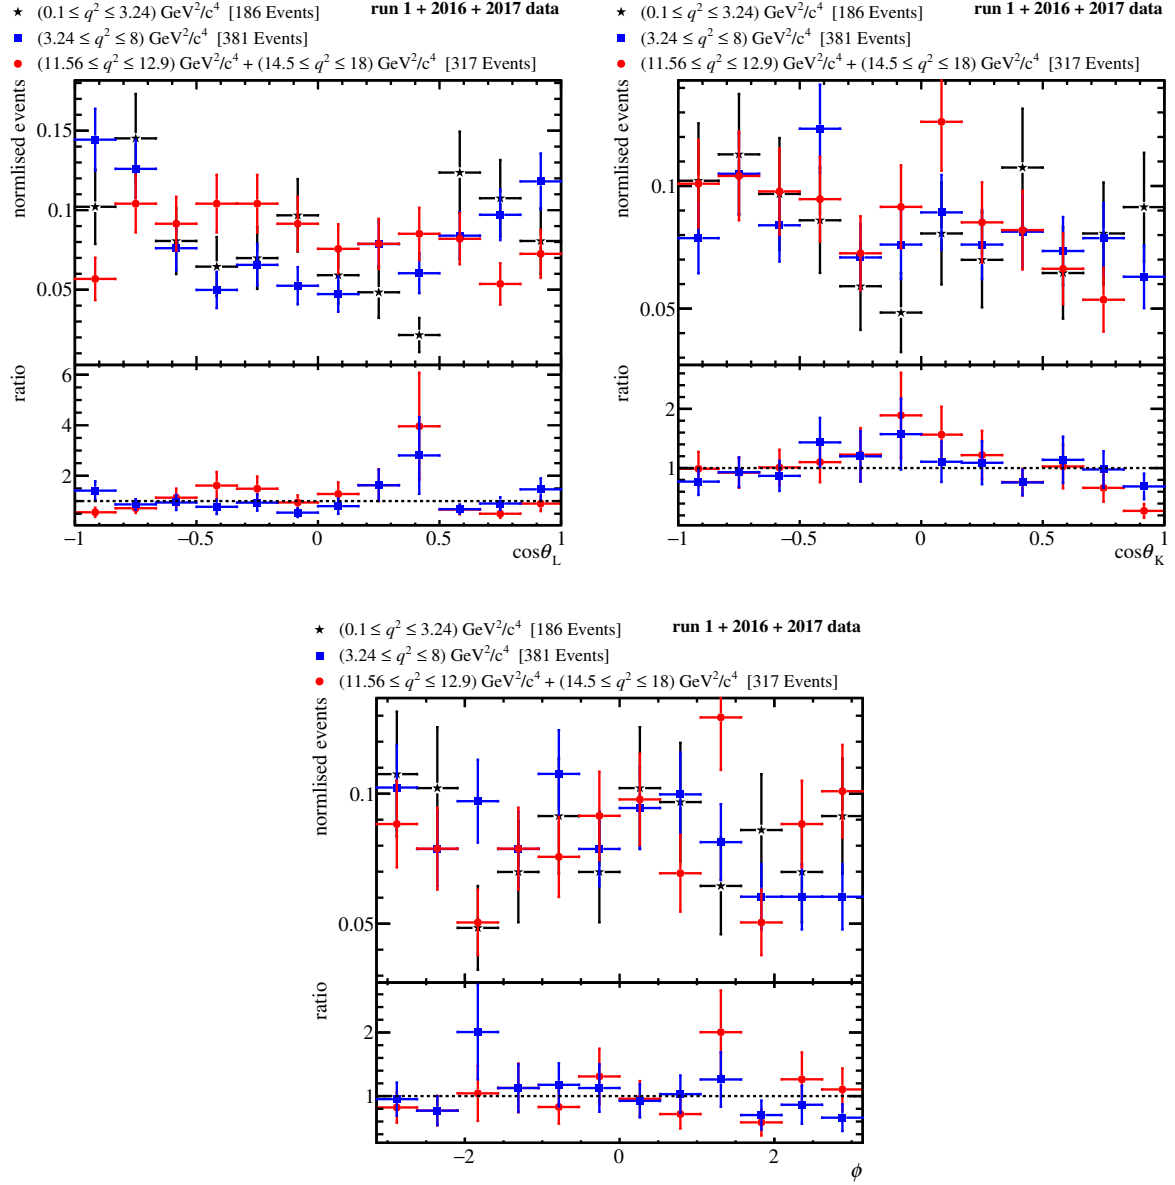 (0.1 ≤ q² ≤ 3.24) GeV²/c⁴ [186 Events] run 1 + 2016 + 2017 data
(3.24 ≤ q² ≤ 8) GeV²/c⁴ [381 Events]
(11.56 ≤ q² ≤ 12.9) GeV²/c⁴ + (14.5 ≤ q² ≤ 18) GeV²/c⁴ [317 Events]
normlised events
0.15
0.1
0.05
ratio
6
4
2
−1 −0.5 0 0.5 1
cosθ_L
(0.1 ≤ q² ≤ 3.24) GeV²/c⁴ [186 Events] run 1 + 2016 + 2017 data
(3.24 ≤ q² ≤ 8) GeV²/c⁴ [381 Events]
(11.56 ≤ q² ≤ 12.9) GeV²/c⁴ + (14.5 ≤ q² ≤ 18) GeV²/c⁴ [317 Events]
normlised events
0.1
0.05
ratio
2
1
−1 −0.5 0 0.5 1
cosθ_K
(0.1 ≤ q² ≤ 3.24) GeV²/c⁴ [186 Events] run 1 + 2016 + 2017 data
(3.24 ≤ q² ≤ 8) GeV²/c⁴ [381 Events]
(11.56 ≤ q² ≤ 12.9) GeV²/c⁴ + (14.5 ≤ q² ≤ 18) GeV²/c⁴ [317 Events]
normlised events
0.1
0.05
ratio
2
1
−2 0 2
ϕ